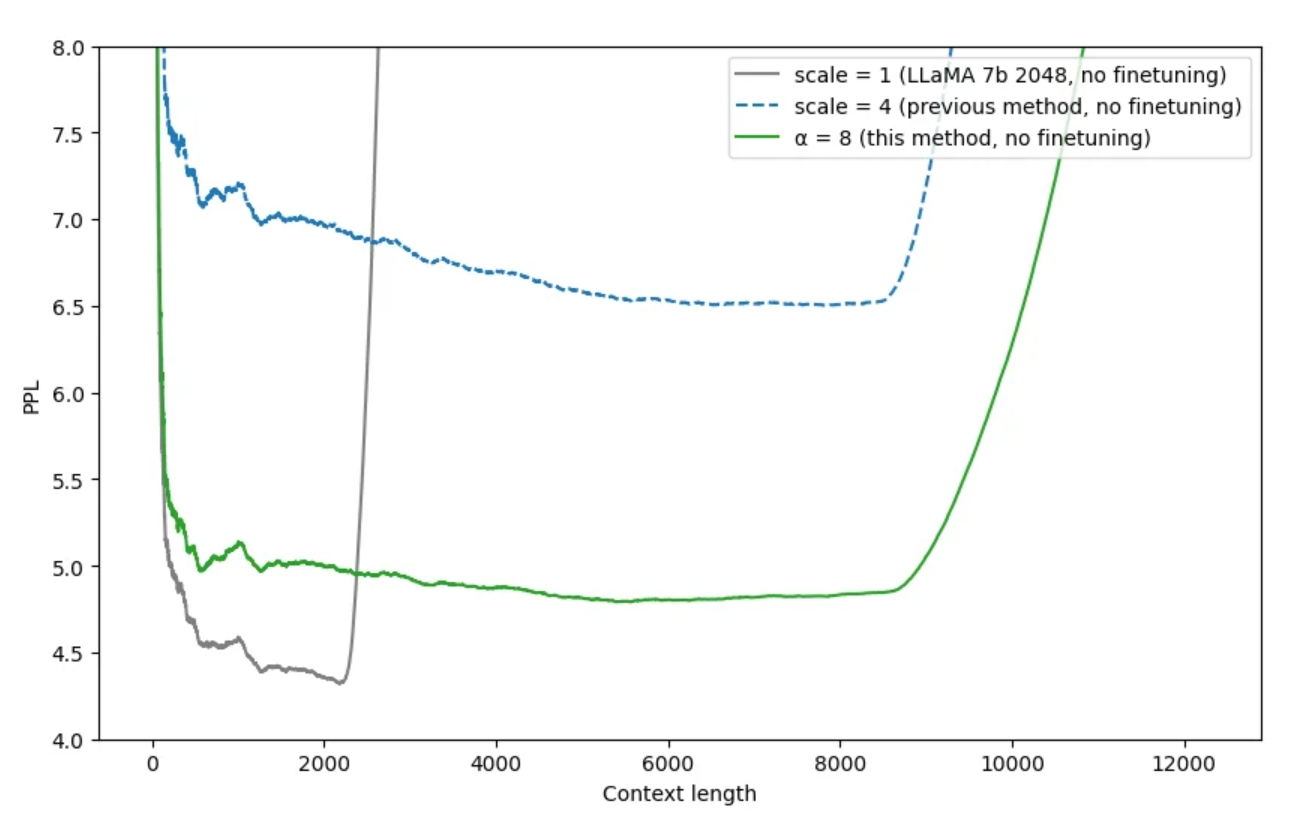 8.0
7.5
7.0
6.5
6.0
5.5
5.0
4.5
4.0
PPL
scale = 1 (LLaMA 7b 2048, no finetuning)
scale = 4 (previous method, no finetuning)
α = 8 (this method, no finetuning)
0 2000 4000 6000 8000 10000 12000
Context length